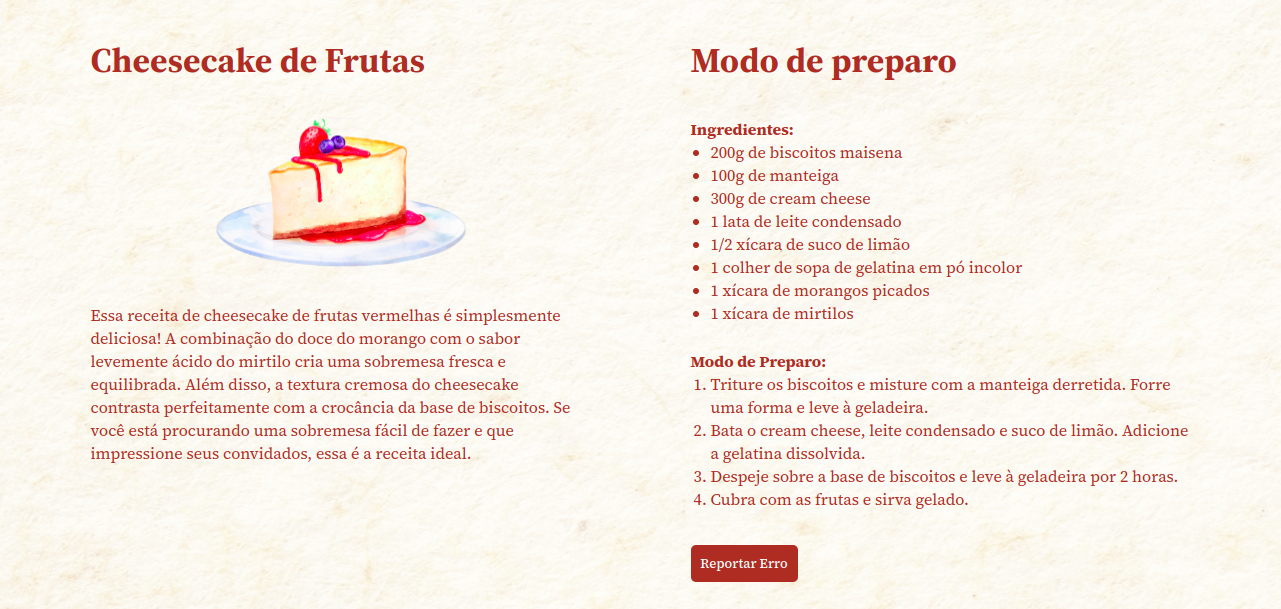 Cheesecake de Frutas
Essa receita de cheesecake de frutas vermelhas é simplesmente
deliciosa! A combinação do doce do morango com o sabor
levemente ácido do mirtilo cria uma sobremesa fresca e
equilibrada. Além disso, a textura cremosa do cheesecake
contrasta perfeitamente com a crocância da base de biscoitos. Se
você está procurando uma sobremesa fácil de fazer e que
impressione seus convidados, essa é a receita ideal.
Modo de preparo
Ingredientes:
• 200g de biscoitos maisena
• 100g de manteiga
• 300g de cream cheese
• 1 lata de leite condensado
• 1/2 xícara de suco de limão
• 1 colher de sopa de gelatina em pó incolor
• 1 xícara de morangos picados
• 1 xícara de mirtilos
Modo de Preparo:
1. Triture os biscoitos e misture com a manteiga derretida. Forre
uma forma e leve à geladeira.
2. Bata o cream cheese, leite condensado e suco de limão. Adicione
a gelatina dissolvida.
3. Despeje sobre a base de biscoitos e leve à geladeira por 2 horas.
4. Cubra com as frutas e sirva gelado.
Reportar Erro